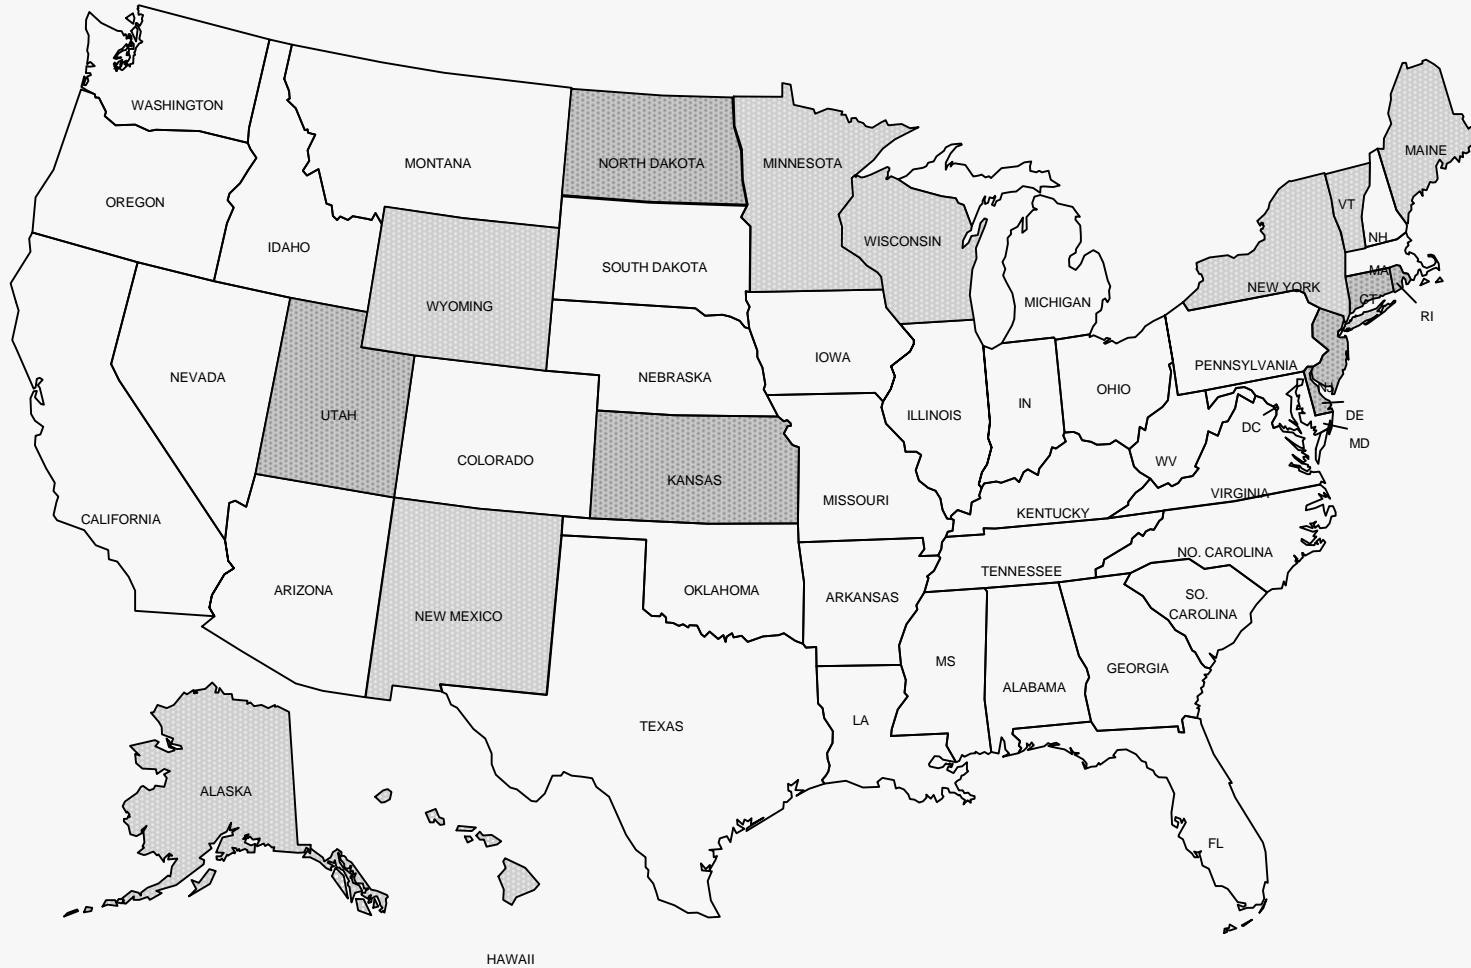 WASHINGTON
MAINE
MONTANA
NORTH DAKOTA
MINNESOTA
OREGON
VT
NH
IDAHO
WISCONSIN
SOUTH DAKOTA
MA
NEW YORK
CT
WYOMING
MICHIGAN
RI
IOWA
PENNSYLVANIA
NEVADA
NEBRASKA
OHIO
NJ
UTAH
ILLINOIS
IN
DE
DC
MD
COLORADO
WV
KANSAS
MISSOURI
VIRGINIA
CALIFORNIA
KENTUCKY
NO. CAROLINA
TENNESSEE
ARIZONA
OKLAHOMA
ARKANSAS
SO.
CAROLINA
NEW MEXICO
MS
GEORGIA
ALABAMA
TEXAS
LA
ALASKA
FL
HAWAII